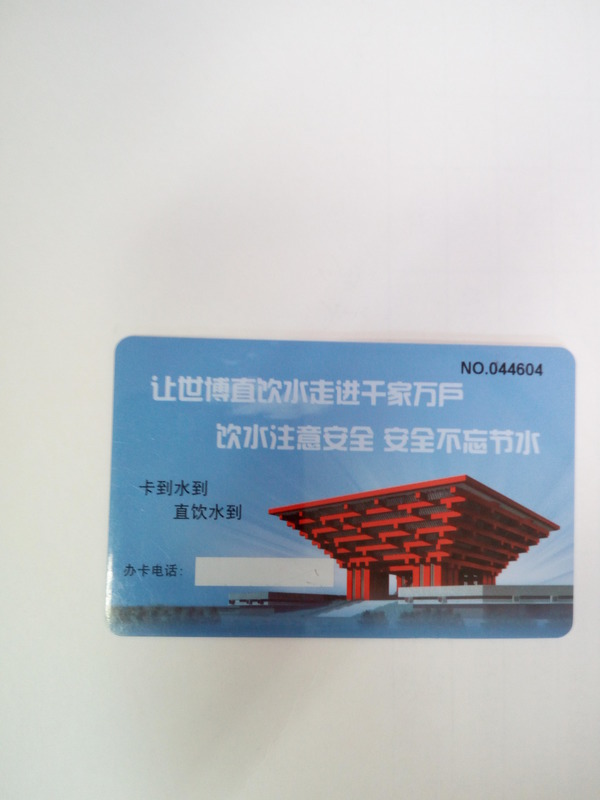 NO.044604
让世博直饮水走进千家万户
饮水注意安全 安全不忘节水
卡到水到
直饮水到
办卡电话：